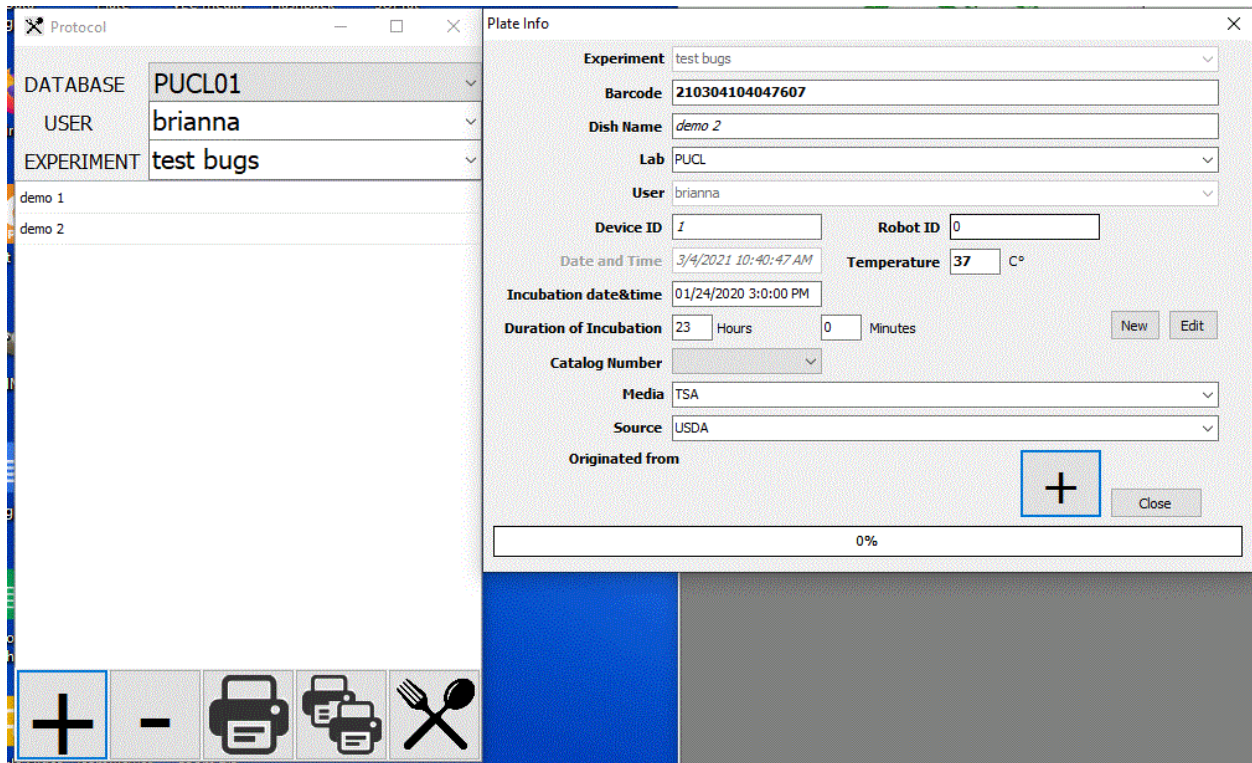 Protocol
DATABASE PUCL01
USER brianna
EXPERIMENT test bugs
demo 1
demo 2
+ -
Plate Info
Experiment test bugs
Barcode 210304104047607
Dish Name demo 2
Lab PUCL
User brianna
Device ID 1 Robot ID 0
Date and Time 3/4/2021 10:40:47 AM Temperature 37 C°
Incubation date&time 01/24/2020 3:0:00 PM
Duration of Incubation 23 Hours 0 Minutes New Edit
Catalog Number
Media TSA
Source USDA
Originated from
+ Close
0%